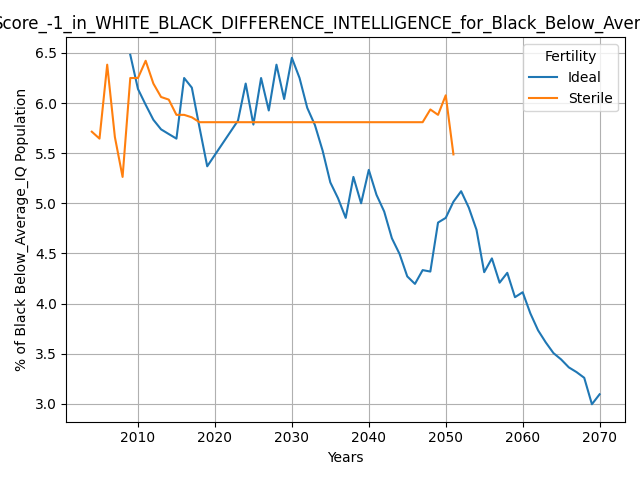 Score_-1_in_WHITE_BLACK_DIFFERENCE_INTELLIGENCE_for_Black_Below_Aver
% of Black Below_Average_IQ Population
6.5
6.0
5.5
5.0
4.5
4.0
3.5
3.0
Fertility
Ideal
Sterile
2010 2020 2030 2040 2050 2060 2070
Years